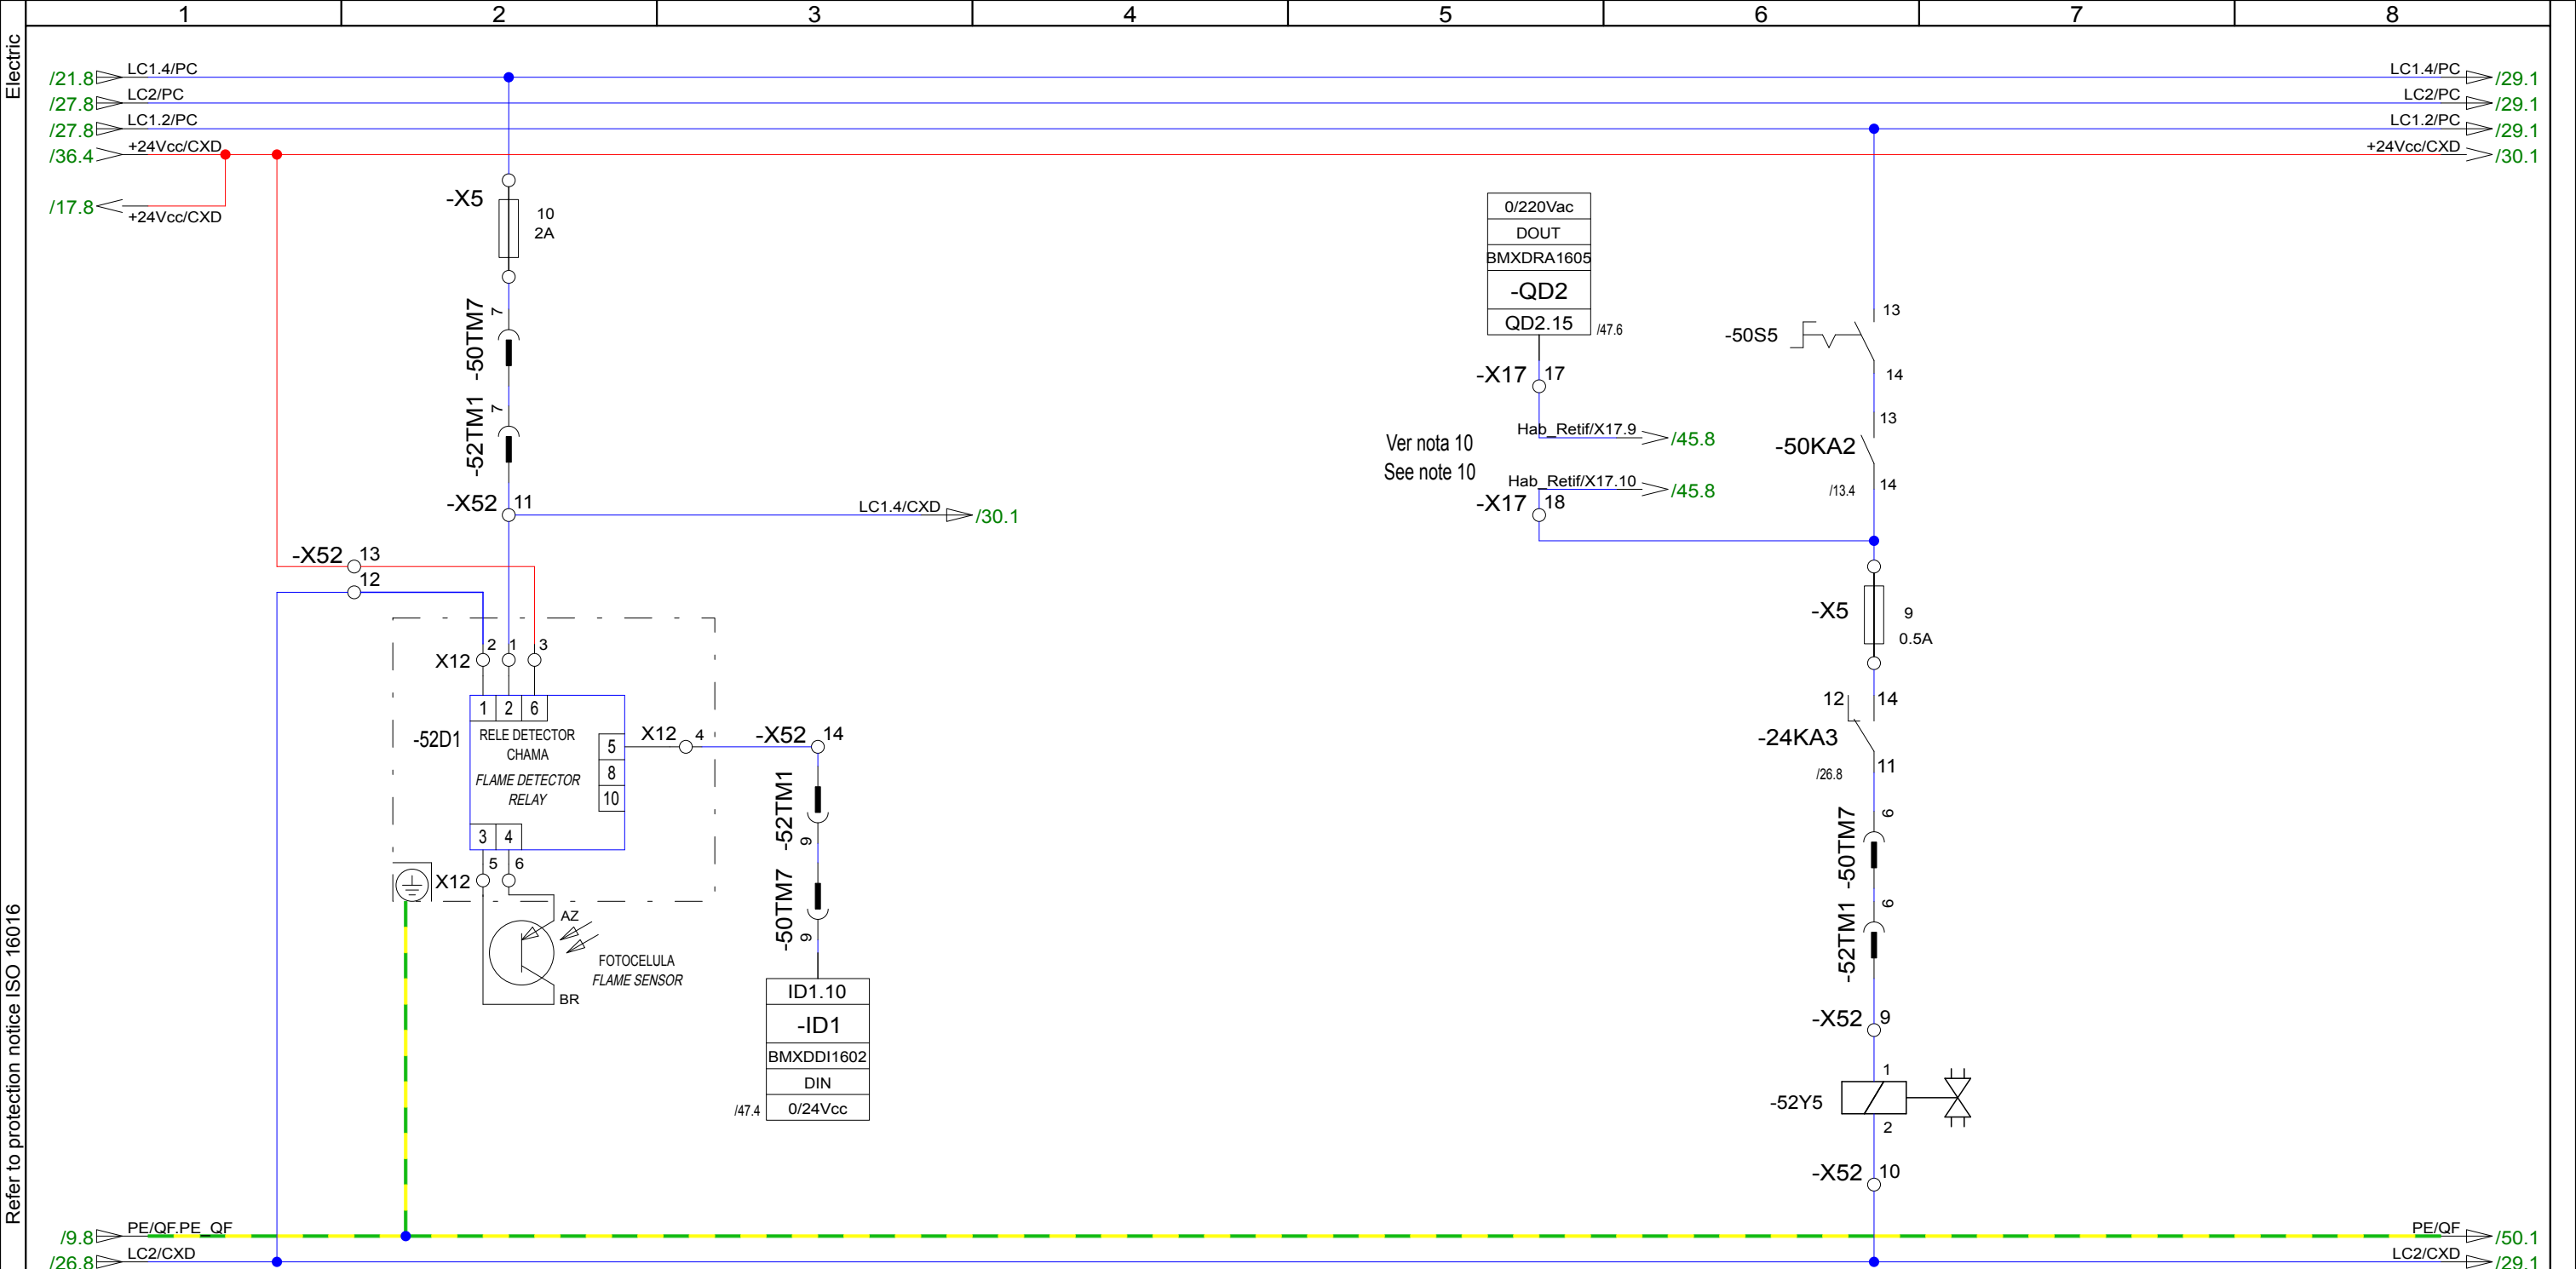 1 2 3 4 5 6 7 8
Electric
/21.8 LC1.4/PC LC1.4/PC /29.1
/27.8 LC2/PC LC2/PC /29.1
/27.8 LC1.2/PC LC1.2/PC /29.1
/36.4 +24Vcc/CXD +24Vcc/CXD /30.1
/17.8 +24Vcc/CXD
-X5
10
2A
-50TM7 7
-52TM1 7
-X52 11
LC1.4/CXD /30.1
-X52 13
12
X12 2 1 3
1 2 6
-52D1
RELE DETECTOR
CHAMA
FLAME DETECTOR
RELAY
5
8
10
3 4
X12 4
-X52 14
X12 5 6
AZ
BR
FOTOCELULA
FLAME SENSOR
-52TM1 9
-50TM7 9
ID1.10
-ID1
BMXDDI1602
DIN
/47.4 0/24Vcc
0/220Vac
DOUT
BMXDRA1605
-QD2
QD2.15 /47.6
-X17 17
Hab_Retif/X17.9 /45.8
Ver nota 10
See note 10
Hab_Retif/X17.10 /45.8
-X17 18
13
-50S5
14
13
-50KA2
/13.4 14
-X5
9
0.5A
12 14
-24KA3
/26.8 11
-50TM7 6
-52TM1 6
-X52 9
1
-52Y5
2
-X52 10
Refer to protection notice ISO 16016
/9.8 PE/QF.PE_QF PE/QF /50.1
/26.8 LC2/CXD LC2/CXD /29.1